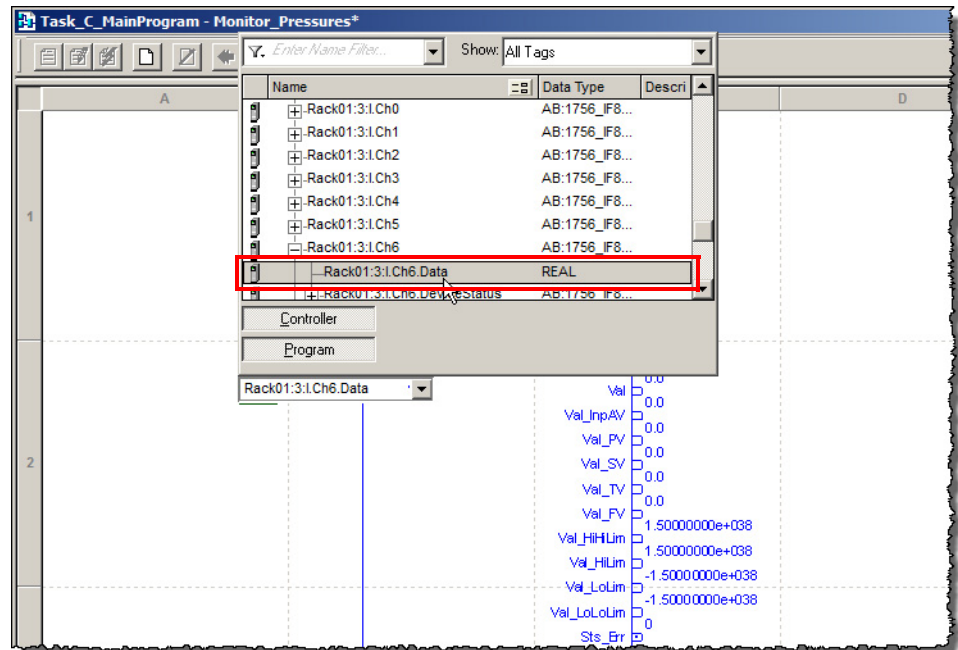 Task_C_MainProgram - Monitor_Pressures*
Enter Name Filter... Show: All Tags
Name Data Type Descri
A D
Rack01:3:I.Ch0 AB:1756_IF8...
Rack01:3:I.Ch1 AB:1756_IF8...
Rack01:3:I.Ch2 AB:1756_IF8...
Rack01:3:I.Ch3 AB:1756_IF8...
Rack01:3:I.Ch4 AB:1756_IF8...
1
Rack01:3:I.Ch5 AB:1756_IF8...
Rack01:3:I.Ch6 AB:1756_IF8...
Rack01:3:I.Ch6.Data REAL
Rack01:3:I.Ch6.DeviceStatus AB:1756_IF8...
Controller
Program
Rack01:3:I.Ch6.Data
Val 0.0
Val_InpAV 0.0
Val_PV 0.0
2
Val_SV 0.0
Val_TV 0.0
Val_FV 0.0
Val_HiHiLim 1.50000000e+038
Val_HiLim 1.50000000e+038
Val_LoLim -1.50000000e+038
Val_LoLoLim -1.50000000e+038
Sts_Err 0